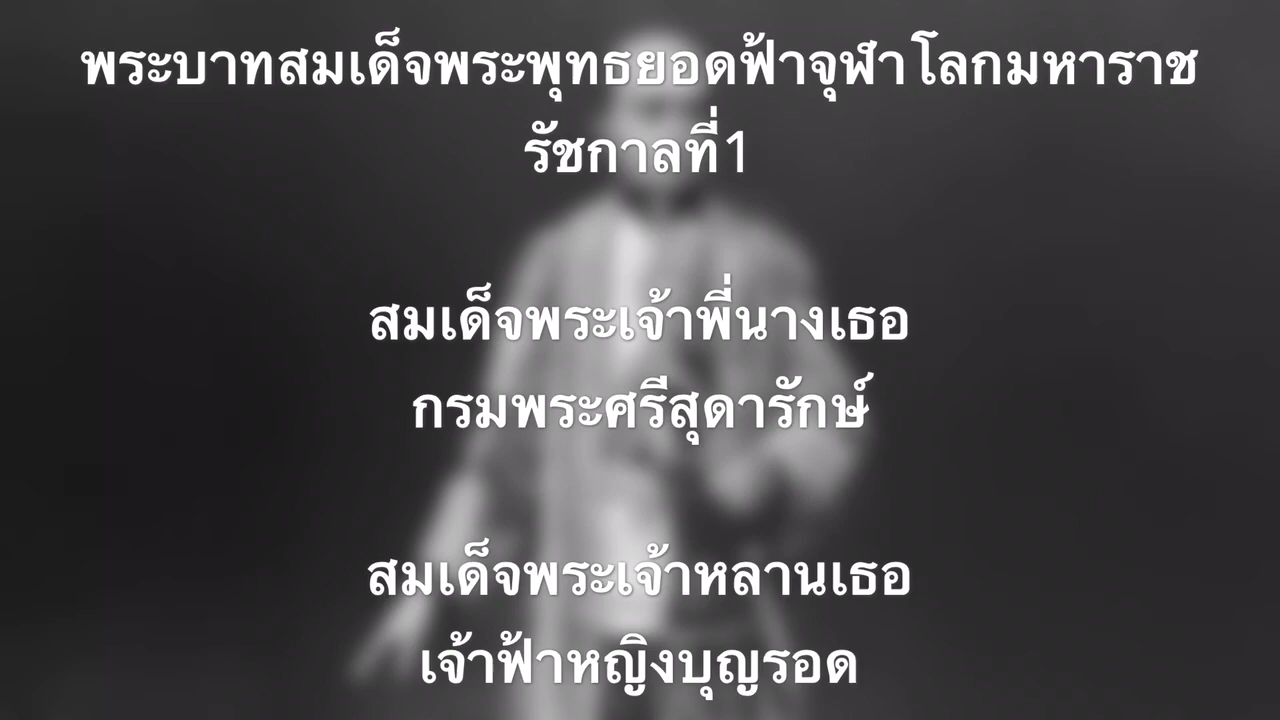 พระบาทสมเด็จพระพุทธยอดฟ้าจุฬาโลกมหาราช
รัชกาลที่1
สมเด็จพระเจ้าพี่นางเธอ
กรมพระศรีสุดารักษ์
สมเด็จพระเจ้าหลานเธอ
เจ้าฟ้าหญิงบุญรอด